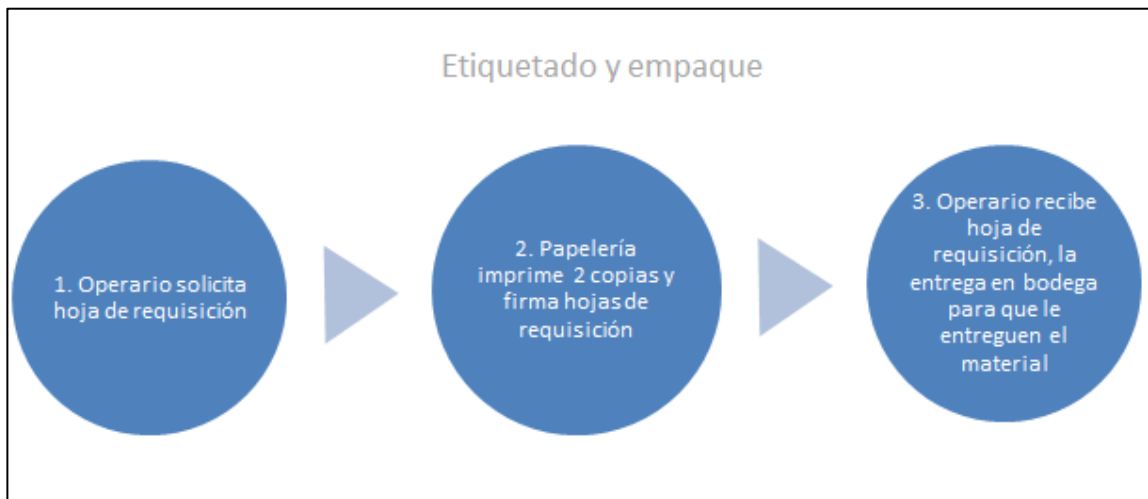 Etiquetado y empaque
1. Operario solicita
hoja de requisición
2. Papelería
imprime 2 copias y
firma hojas de
requisición
3. Operario recibe
hoja de
requisición, la
entrega en bodega
para que le
entreguen el
material